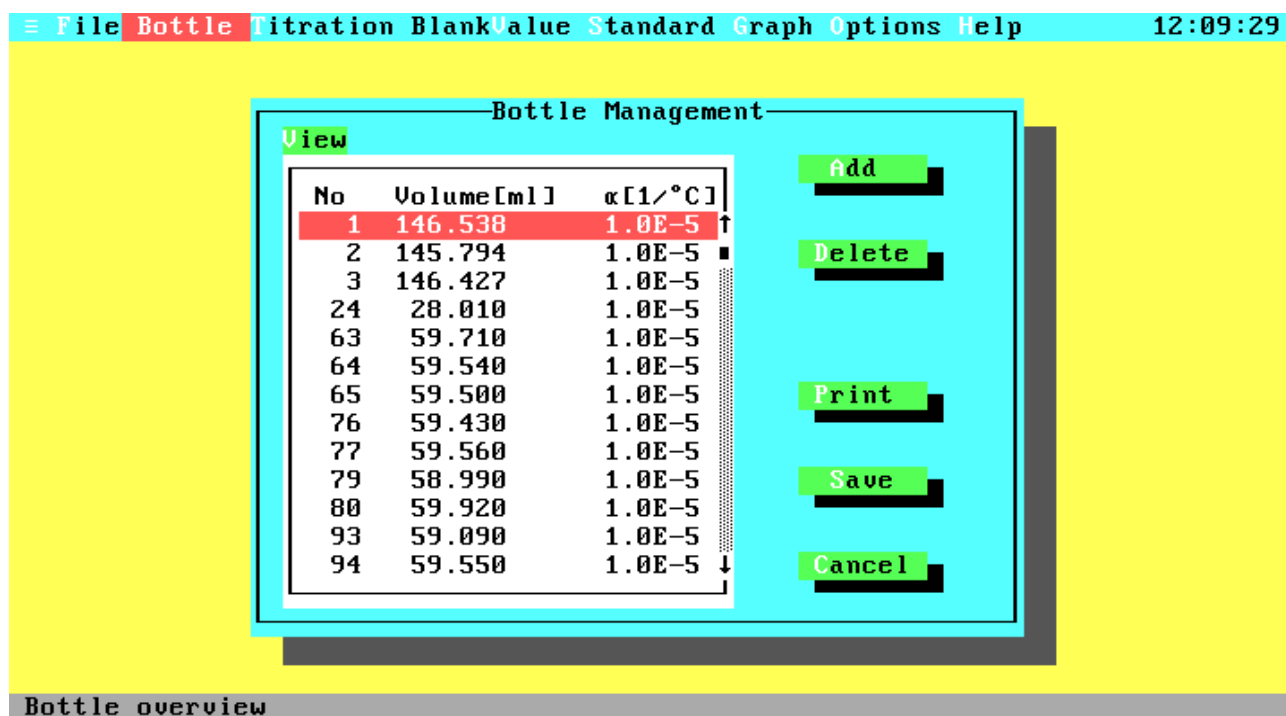 ≡ File Bottle Titration BlankValue Standard Graph Options Help 12:09:29
Bottle Management
View
Add
No Volume[ml] α[1/°C]
1 146.538 1.0E-5 ↑
2 145.794 1.0E-5
Delete
3 146.427 1.0E-5
24 28.010 1.0E-5
63 59.710 1.0E-5
64 59.540 1.0E-5
65 59.500 1.0E-5
Print
76 59.430 1.0E-5
77 59.560 1.0E-5
79 58.990 1.0E-5
Save
80 59.920 1.0E-5
93 59.090 1.0E-5
94 59.550 1.0E-5 ↓
Cancel
Bottle overview